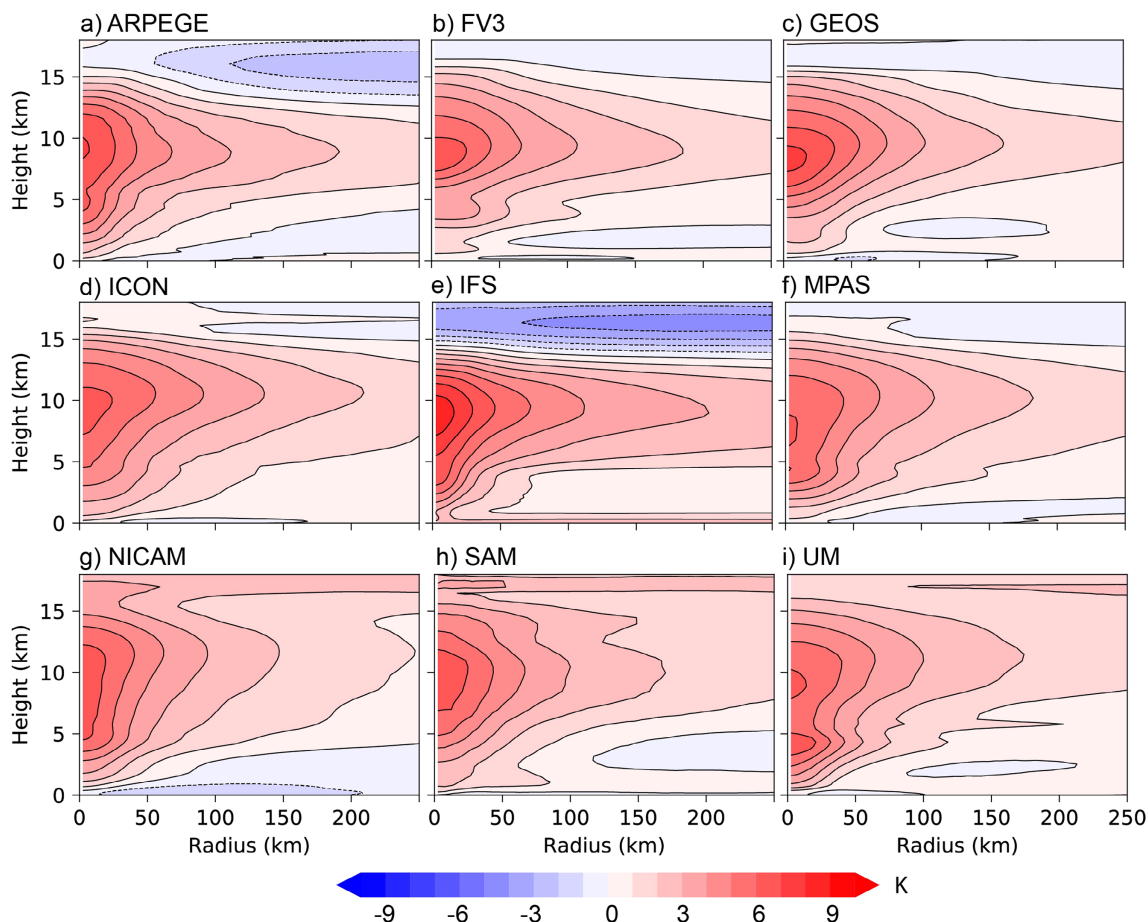 a) ARPEGE b) FV3 c) GEOS
Height (km)
15
10
5
0
d) ICON e) IFS f) MPAS
Height (km)
15
10
5
0
g) NICAM h) SAM i) UM
Height (km)
15
10
5
0
0 50 100 150 200 0 50 100 150 200 0 50 100 150 200 250
Radius (km) Radius (km) Radius (km)
-9 -6 -3 0 3 6 9 K